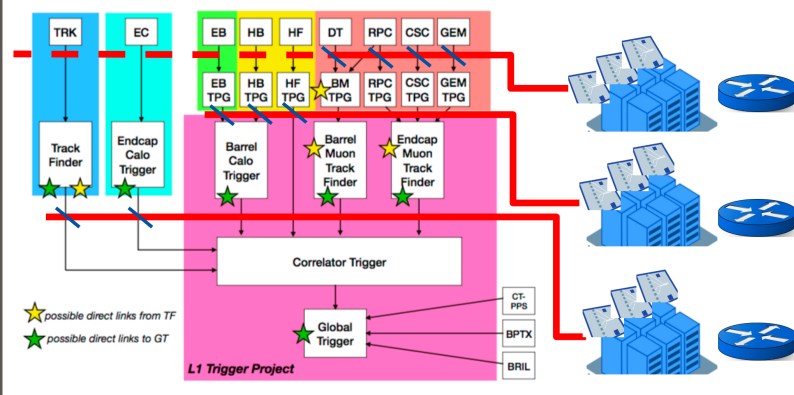 TRK
EC
EB
HB
HF
DT
RPC
CSC
GEM
EB
TPG
HB
TPG
HF
TPG
BM
TPG
RPC
TPG
CSC
TPG
GEM
TPG
Track
Finder
Endcap
Calo
Trigger
Barrel
Calo
Trigger
Barrel
Muon
Track
Finder
Endcap
Muon
Track
Finder
Correlator Trigger
CT-
PPS
possible direct links from TF
Global
Trigger
BPTX
possible direct links to GT
BRIL
L1 Trigger Project